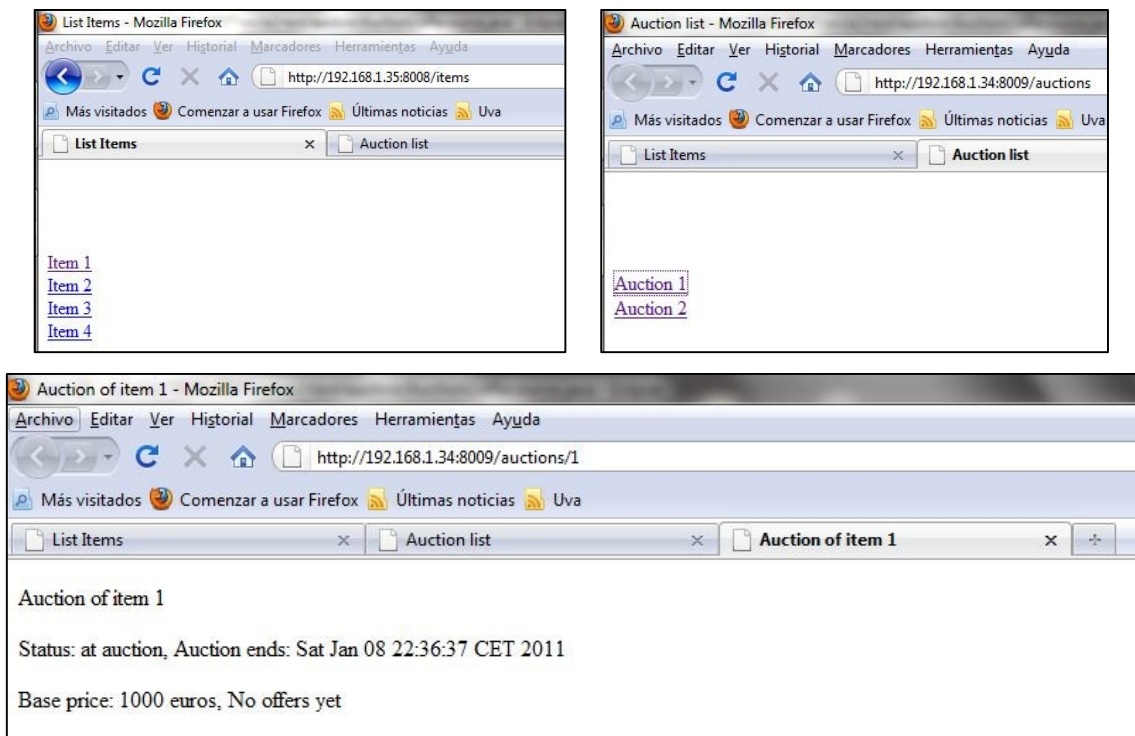 List Items - Mozilla Firefox
Archivo Editar Ver Historial Marcadores Herramientas Ayuda
http://192.168.1.35:8008/items
Más visitados Comenzar a usar Firefox Últimas noticias Uva
List Items Auction list
Item 1
Item 2
Item 3
Item 4
Auction list - Mozilla Firefox
Archivo Editar Ver Historial Marcadores Herramientas Ayuda
http://192.168.1.34:8009/auctions
Más visitados Comenzar a usar Firefox Últimas noticias Uva
List Items Auction list
Auction 1
Auction 2
Auction of item 1 - Mozilla Firefox
Archivo Editar Ver Historial Marcadores Herramientas Ayuda
http://192.168.1.34:8009/auctions/1
Más visitados Comenzar a usar Firefox Últimas noticias Uva
List Items Auction list Auction of item 1
Auction of item 1
Status: at auction, Auction ends: Sat Jan 08 22:36:37 CET 2011
Base price: 1000 euros, No offers yet